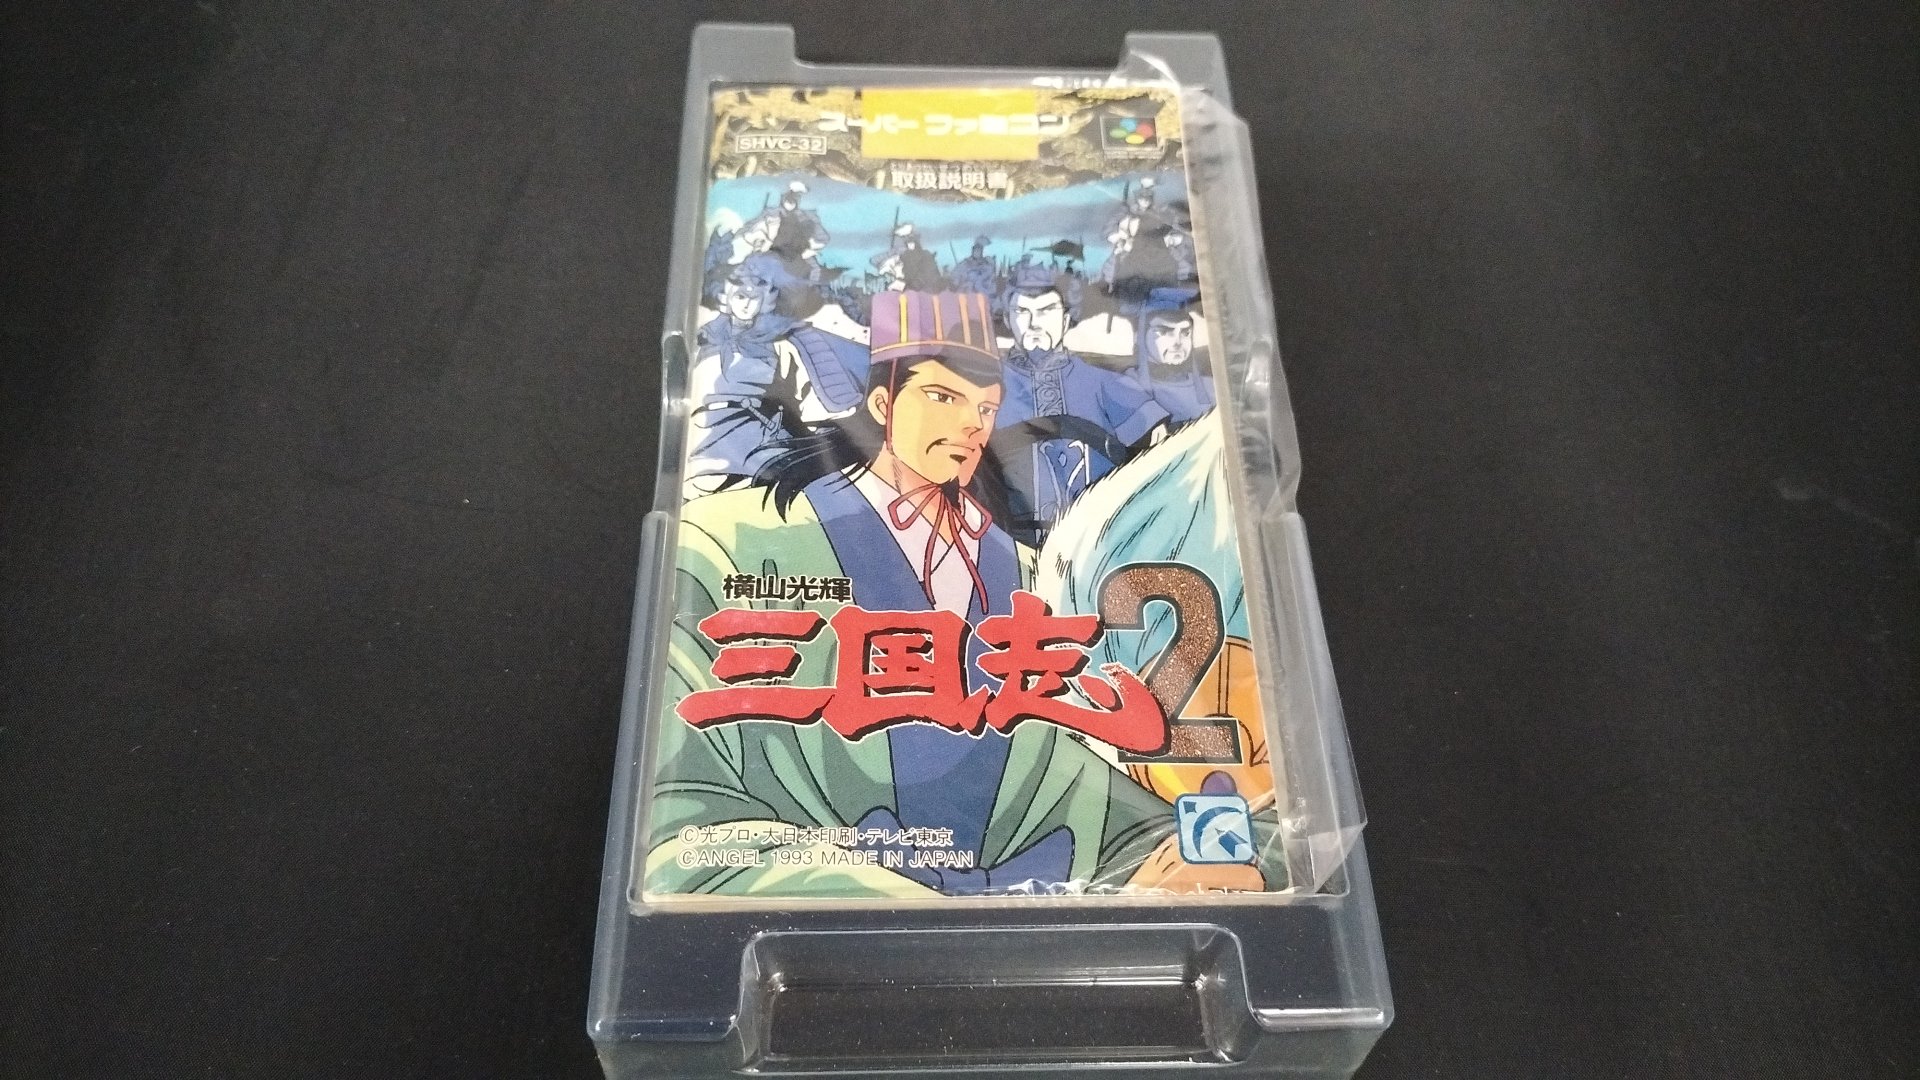 スーパーファミコン
SHVC-32
取扱説明書
横山光輝
三国志2
©光プロ・大日本印刷・テレビ東京
©ANGEL 1993 MADE IN JAPAN